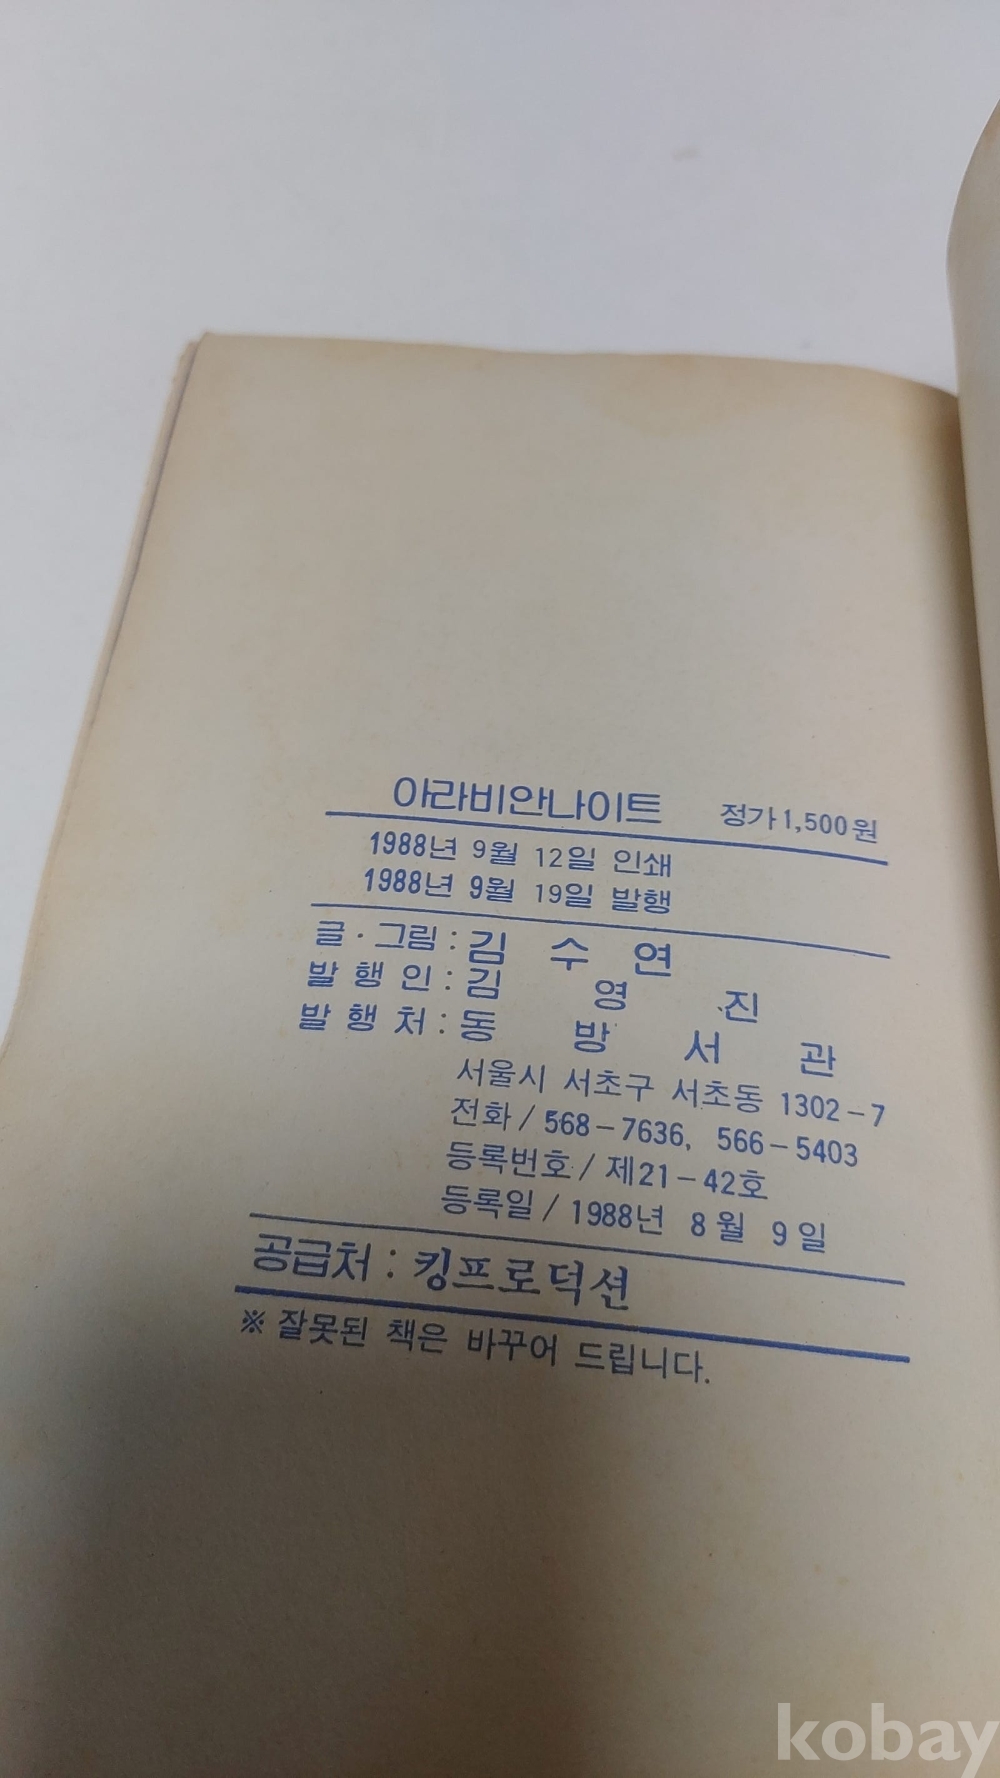 아라비안나이트 정가 1,500원
1988년 9월 12일 인쇄
1988년 9월 19일 발행
글·그림 : 김 수 연
발 행 인 : 김 영 진
발 행 처 : 동 방 서 관
서울시 서초구 서초동 1302-7
전화 / 568-7636, 566-5403
등록번호 / 제21-42호
등록일 / 1988년 8월 9일
공급처 : 킹프로덕션
※ 잘못된 책은 바꾸어 드립니다.
kobay